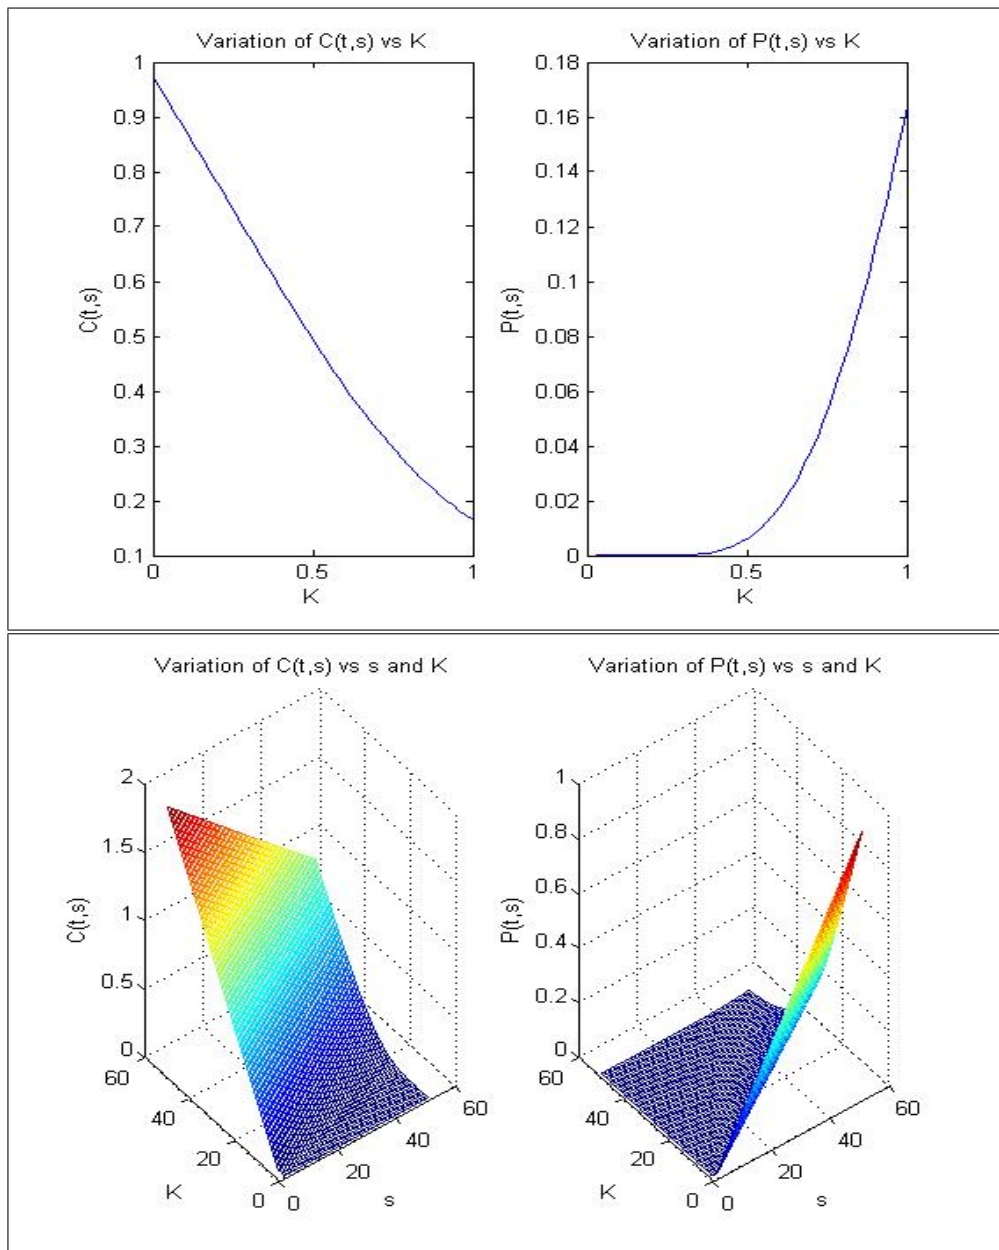 Variation of C(t,s) vs K
1
0.9
0.8
0.7
0.6
0.5
0.4
0.3
0.2
0.1
C(t,s)
0 0.5 1
K
Variation of P(t,s) vs K
0.18
0.16
0.14
0.12
0.1
0.08
0.06
0.04
0.02
0
P(t,s)
0 0.5 1
K
Variation of C(t,s) vs s and K
2
1.5
1
0.5
0
C(t,s)
60
40
20
0
K
0
20
40
60
s
Variation of P(t,s) vs s and K
1
0.8
0.6
0.4
0.2
0
P(t,s)
60
40
20
0
K
0
20
40
60
s